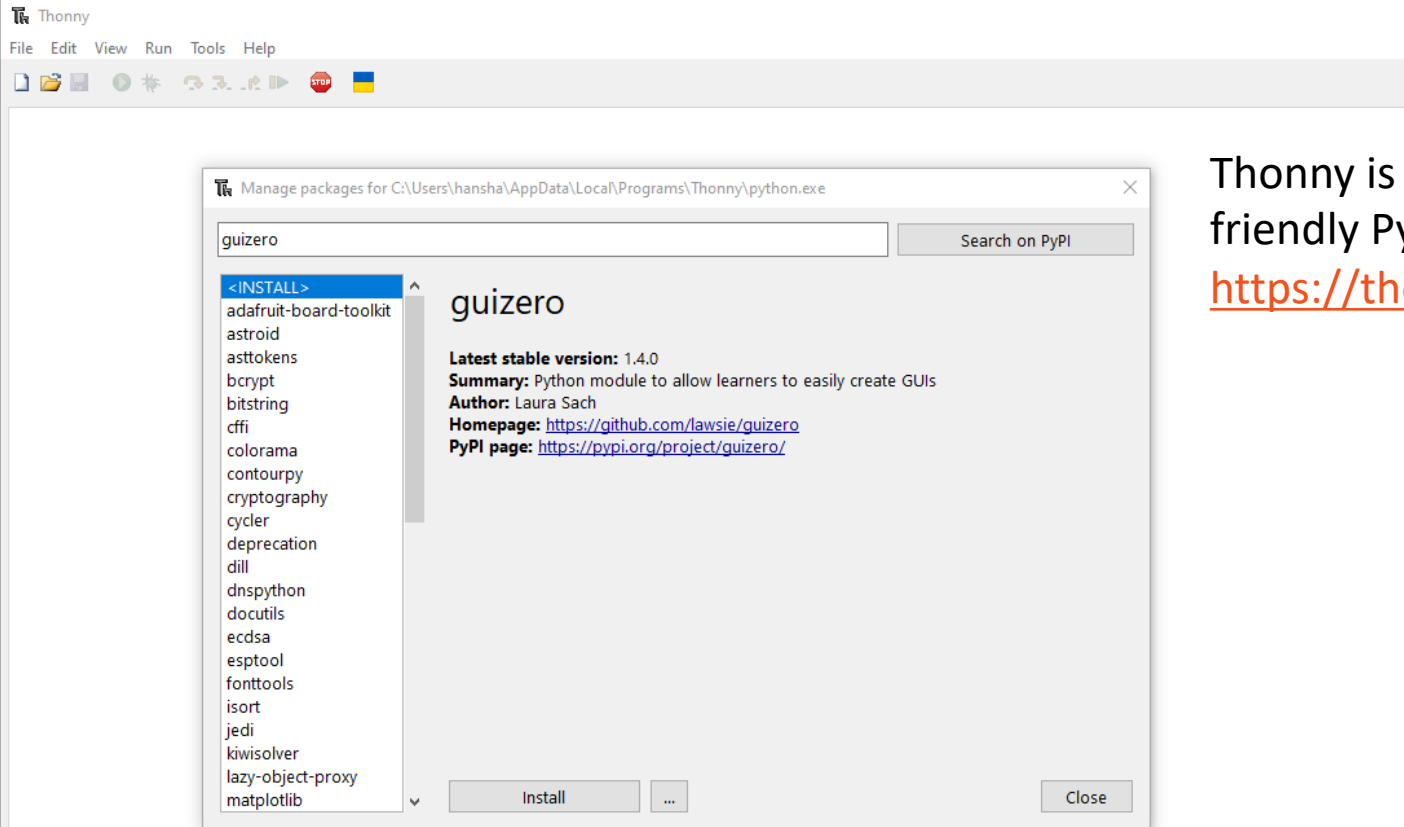 Thonny
File Edit View Run Tools Help
STOP
Manage packages for C:\Users\hansha\AppData\Local\Programs\Thonny\python.exe
guizero
Search on PyPI
<INSTALL>
adafruit-board-toolkit
astroid
asttokens
bcrypt
bitstring
cffi
colorama
contourpy
cryptography
cycler
deprecation
dill
dnspython
docutils
ecdsa
esptool
fonttools
isort
jedi
kiwisolver
lazy-object-proxy
matplotlib
guizero
Latest stable version: 1.4.0
Summary: Python module to allow learners to easily create GUIs
Author: Laura Sach
Homepage: https://github.com/lawsie/guizero
PyPI page: https://pypi.org/project/guizero/
Install
...
Close
Thonny is
friendly